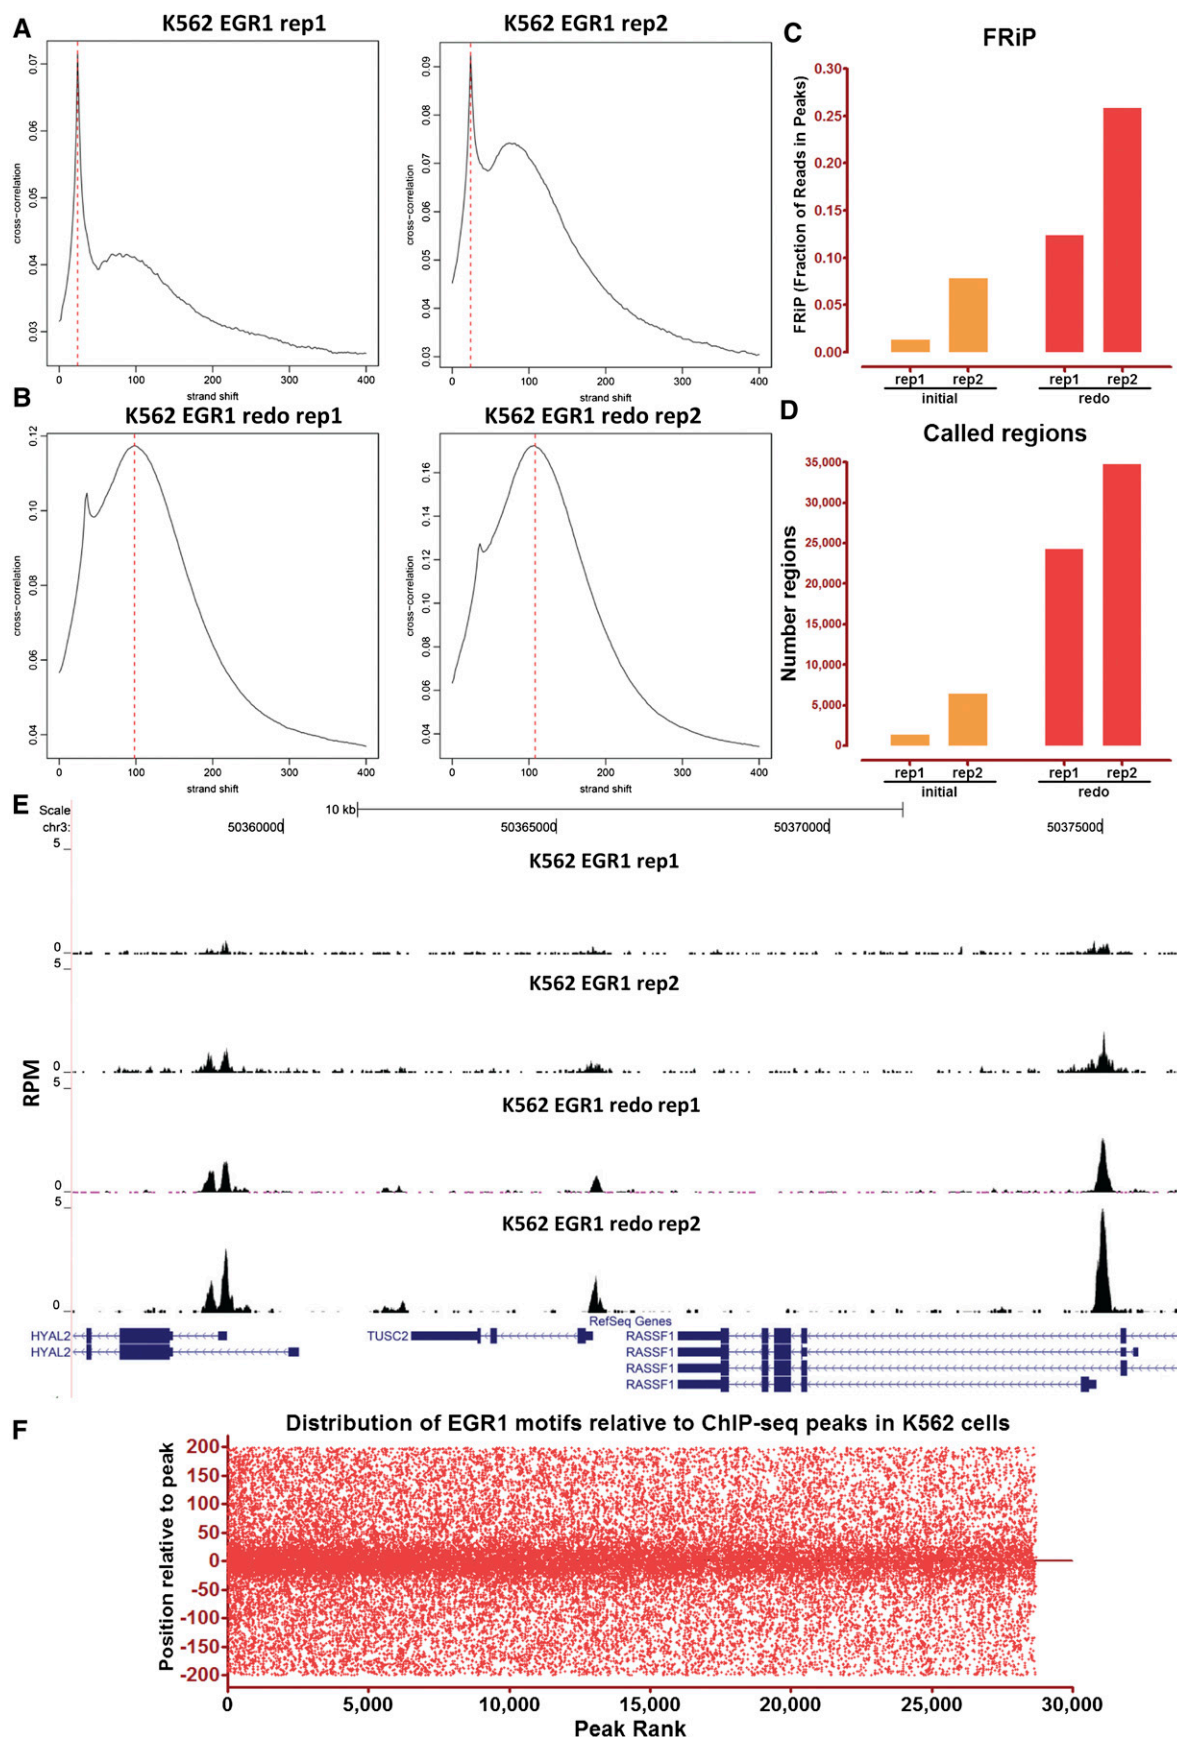 A
K562 EGR1 rep1
cross-correlation
0.03
0.04
0.05
0.06
0.07
0
100
200
300
400
strand shift
K562 EGR1 rep2
cross-correlation
0.03
0.04
0.05
0.06
0.07
0.08
0.09
0
100
200
300
400
strand shift
B
K562 EGR1 redo rep1
cross-correlation
0.04
0.06
0.08
0.10
0.12
0
100
200
300
400
strand shift
K562 EGR1 redo rep2
cross-correlation
0.04
0.06
0.08
0.10
0.12
0.14
0.16
0
100
200
300
400
strand shift
C
FRiP
FRiP (Fraction of Reads in Peaks)
0.30
0.25
0.20
0.15
0.10
0.05
0.00
rep1 rep2 rep1 rep2
initial redo
D
Called regions
Number regions
35,000
30,000
25,000
20,000
15,000
10,000
5,000
0
rep1 rep2 rep1 rep2
initial redo
E
Scale 10 kb
chr3: 50360000 50365000 50370000 50375000
RPM
K562 EGR1 rep1
5
0
K562 EGR1 rep2
5
0
K562 EGR1 redo rep1
5
0
K562 EGR1 redo rep2
5
0
RefSeq Genes
HYAL2 TUSC2 RASSF1
HYAL2 RASSF1
RASSF1
RASSF1
F
Distribution of EGR1 motifs relative to ChIP-seq peaks in K562 cells
Position relative to peak
200
150
100
50
0
-50
-100
-150
-200
0 5,000 10,000 15,000 20,000 25,000 30,000
Peak Rank